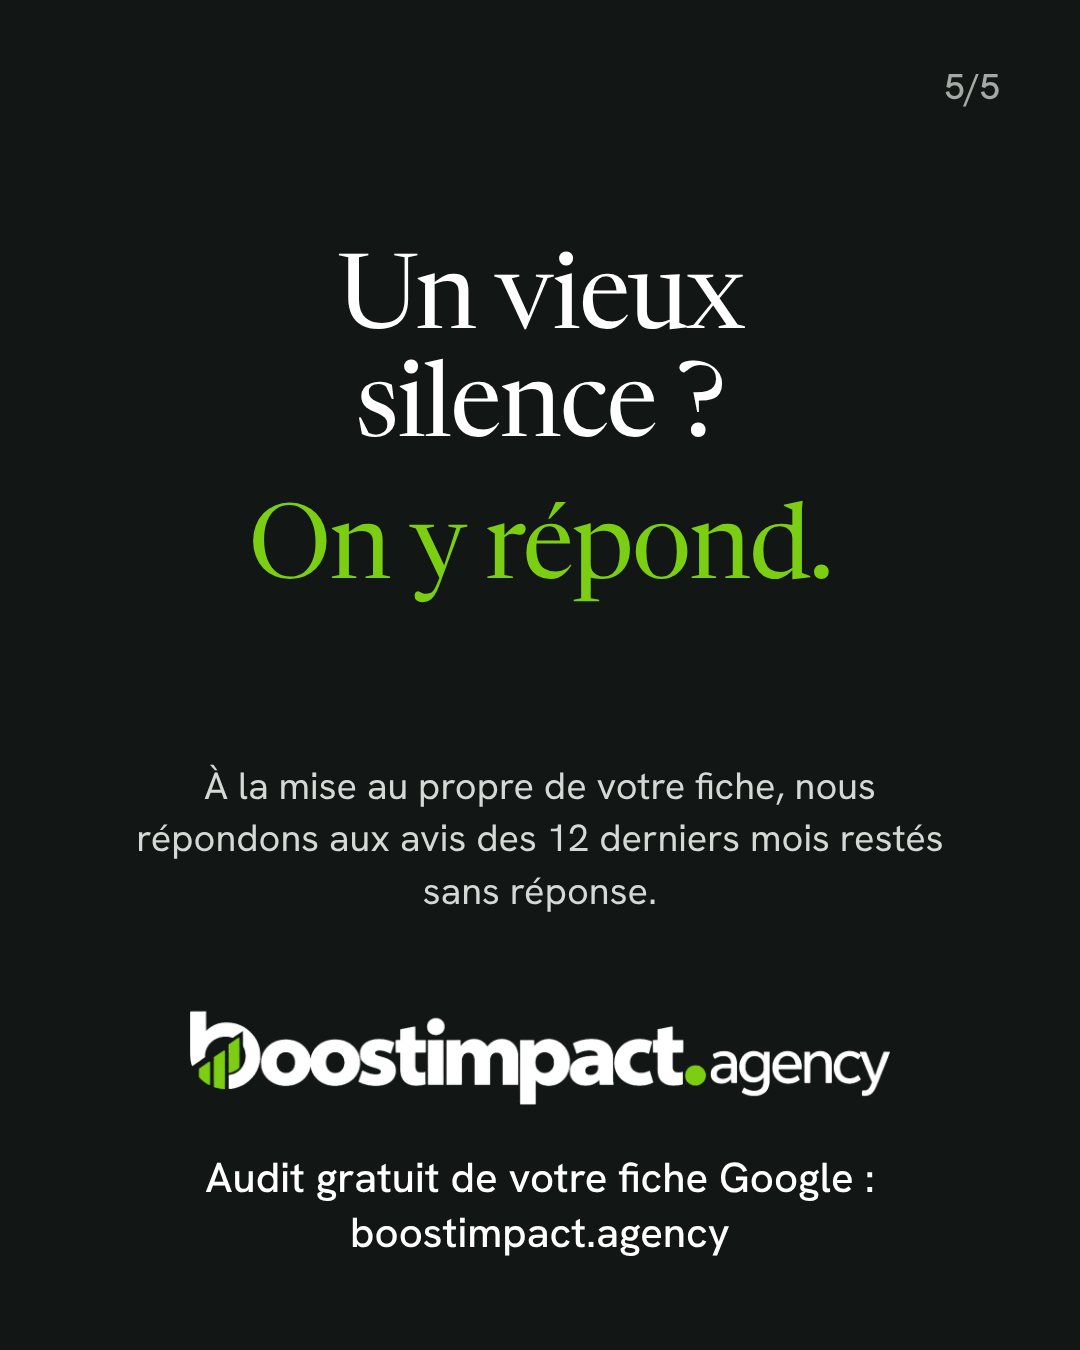 5/5
Un vieux
silence ?
On y répond.
À la mise au propre de votre fiche, nous
répondons aux avis des 12 derniers mois restés
sans réponse.
boostimpact.agency
Audit gratuit de votre fiche Google :
boostimpact.agency